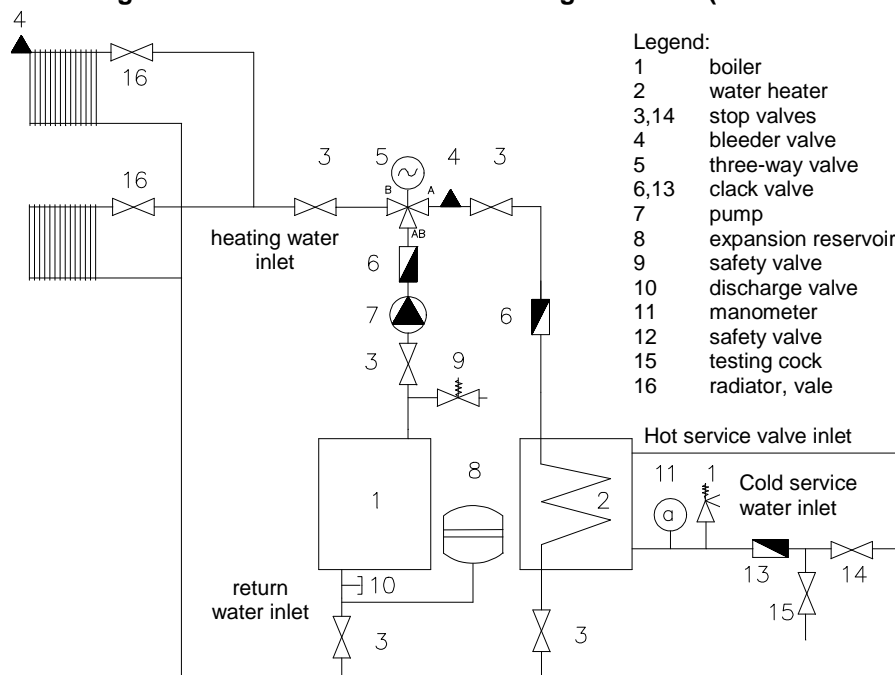 4
16
Legend:
1 boiler
2 water heater
3,14 stop valves
4 bleeder valve
5 three-way valve
6,13 clack valve
7 pump
8 expansion reservoir
9 safety valve
10 discharge valve
11 manometer
12 safety valve
15 testing cock
16 radiator, vale
3
5
4
3
16
B
A
AB
heating water
inlet
6
7
6
3
9
Hot service valve inlet
8
11
1
Cold service
water inlet
1
2
a
13
14
10
15
return
water inlet
3
3